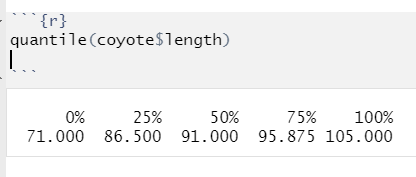 ```{r}
quantile(coyote$length)
```
0% 25% 50% 75% 100%
71.000 86.500 91.000 95.875 105.000